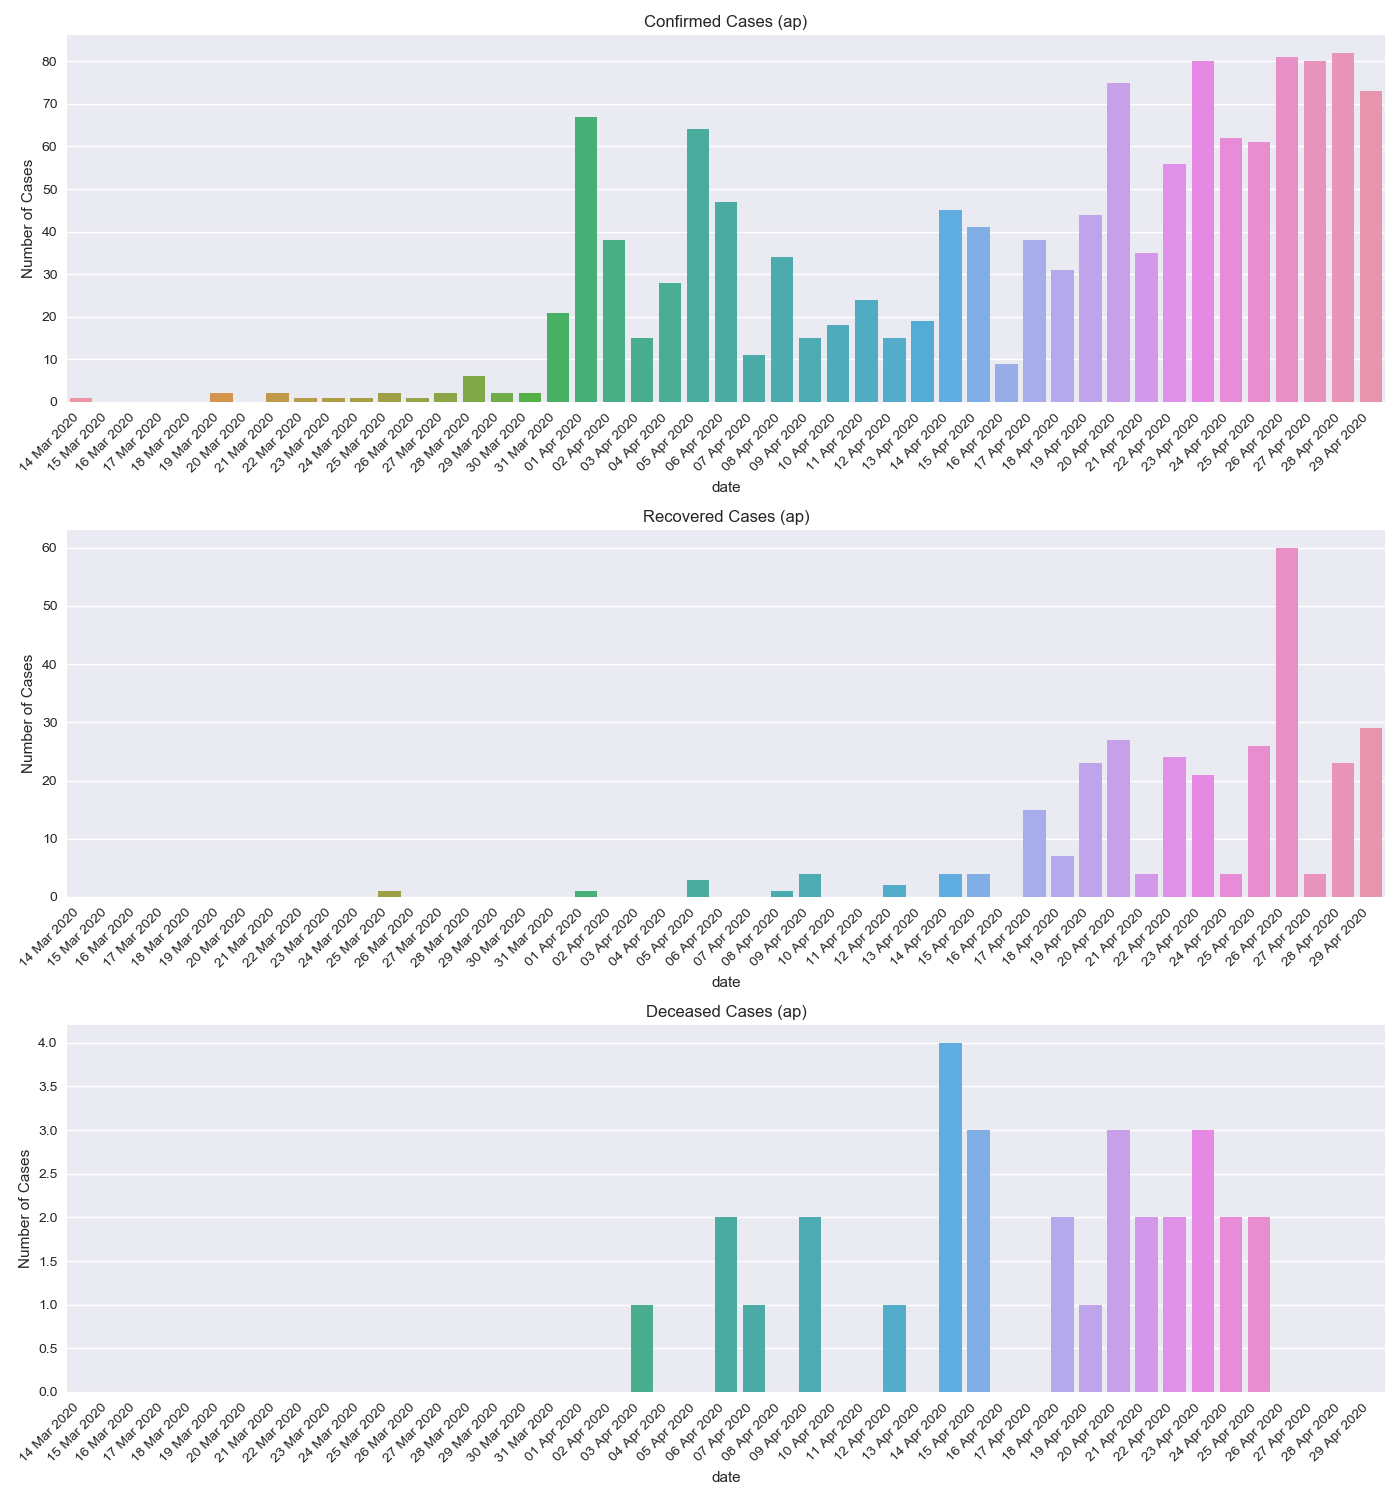 Confirmed Cases (ap)
80
70
60
50
40
30
20
10
0
Number of Cases
14 Mar 2020
15 Mar 2020
16 Mar 2020
17 Mar 2020
18 Mar 2020
19 Mar 2020
20 Mar 2020
21 Mar 2020
22 Mar 2020
23 Mar 2020
24 Mar 2020
25 Mar 2020
26 Mar 2020
27 Mar 2020
28 Mar 2020
29 Mar 2020
30 Mar 2020
31 Mar 2020
01 Apr 2020
02 Apr 2020
03 Apr 2020
04 Apr 2020
05 Apr 2020
06 Apr 2020
07 Apr 2020
08 Apr 2020
09 Apr 2020
10 Apr 2020
11 Apr 2020
12 Apr 2020
13 Apr 2020
14 Apr 2020
15 Apr 2020
16 Apr 2020
17 Apr 2020
18 Apr 2020
19 Apr 2020
20 Apr 2020
21 Apr 2020
22 Apr 2020
23 Apr 2020
24 Apr 2020
25 Apr 2020
26 Apr 2020
27 Apr 2020
28 Apr 2020
29 Apr 2020
date
Recovered Cases (ap)
60
50
40
30
20
10
0
Number of Cases
14 Mar 2020
15 Mar 2020
16 Mar 2020
17 Mar 2020
18 Mar 2020
19 Mar 2020
20 Mar 2020
21 Mar 2020
22 Mar 2020
23 Mar 2020
24 Mar 2020
25 Mar 2020
26 Mar 2020
27 Mar 2020
28 Mar 2020
29 Mar 2020
30 Mar 2020
31 Mar 2020
01 Apr 2020
02 Apr 2020
03 Apr 2020
04 Apr 2020
05 Apr 2020
06 Apr 2020
07 Apr 2020
08 Apr 2020
09 Apr 2020
10 Apr 2020
11 Apr 2020
12 Apr 2020
13 Apr 2020
14 Apr 2020
15 Apr 2020
16 Apr 2020
17 Apr 2020
18 Apr 2020
19 Apr 2020
20 Apr 2020
21 Apr 2020
22 Apr 2020
23 Apr 2020
24 Apr 2020
25 Apr 2020
26 Apr 2020
27 Apr 2020
28 Apr 2020
29 Apr 2020
date
Deceased Cases (ap)
4.0
3.5
3.0
2.5
2.0
1.5
1.0
0.5
0.0
Number of Cases
14 Mar 2020
15 Mar 2020
16 Mar 2020
17 Mar 2020
18 Mar 2020
19 Mar 2020
20 Mar 2020
21 Mar 2020
22 Mar 2020
23 Mar 2020
24 Mar 2020
25 Mar 2020
26 Mar 2020
27 Mar 2020
28 Mar 2020
29 Mar 2020
30 Mar 2020
31 Mar 2020
01 Apr 2020
02 Apr 2020
03 Apr 2020
04 Apr 2020
05 Apr 2020
06 Apr 2020
07 Apr 2020
08 Apr 2020
09 Apr 2020
10 Apr 2020
11 Apr 2020
12 Apr 2020
13 Apr 2020
14 Apr 2020
15 Apr 2020
16 Apr 2020
17 Apr 2020
18 Apr 2020
19 Apr 2020
20 Apr 2020
21 Apr 2020
22 Apr 2020
23 Apr 2020
24 Apr 2020
25 Apr 2020
26 Apr 2020
27 Apr 2020
28 Apr 2020
29 Apr 2020
date